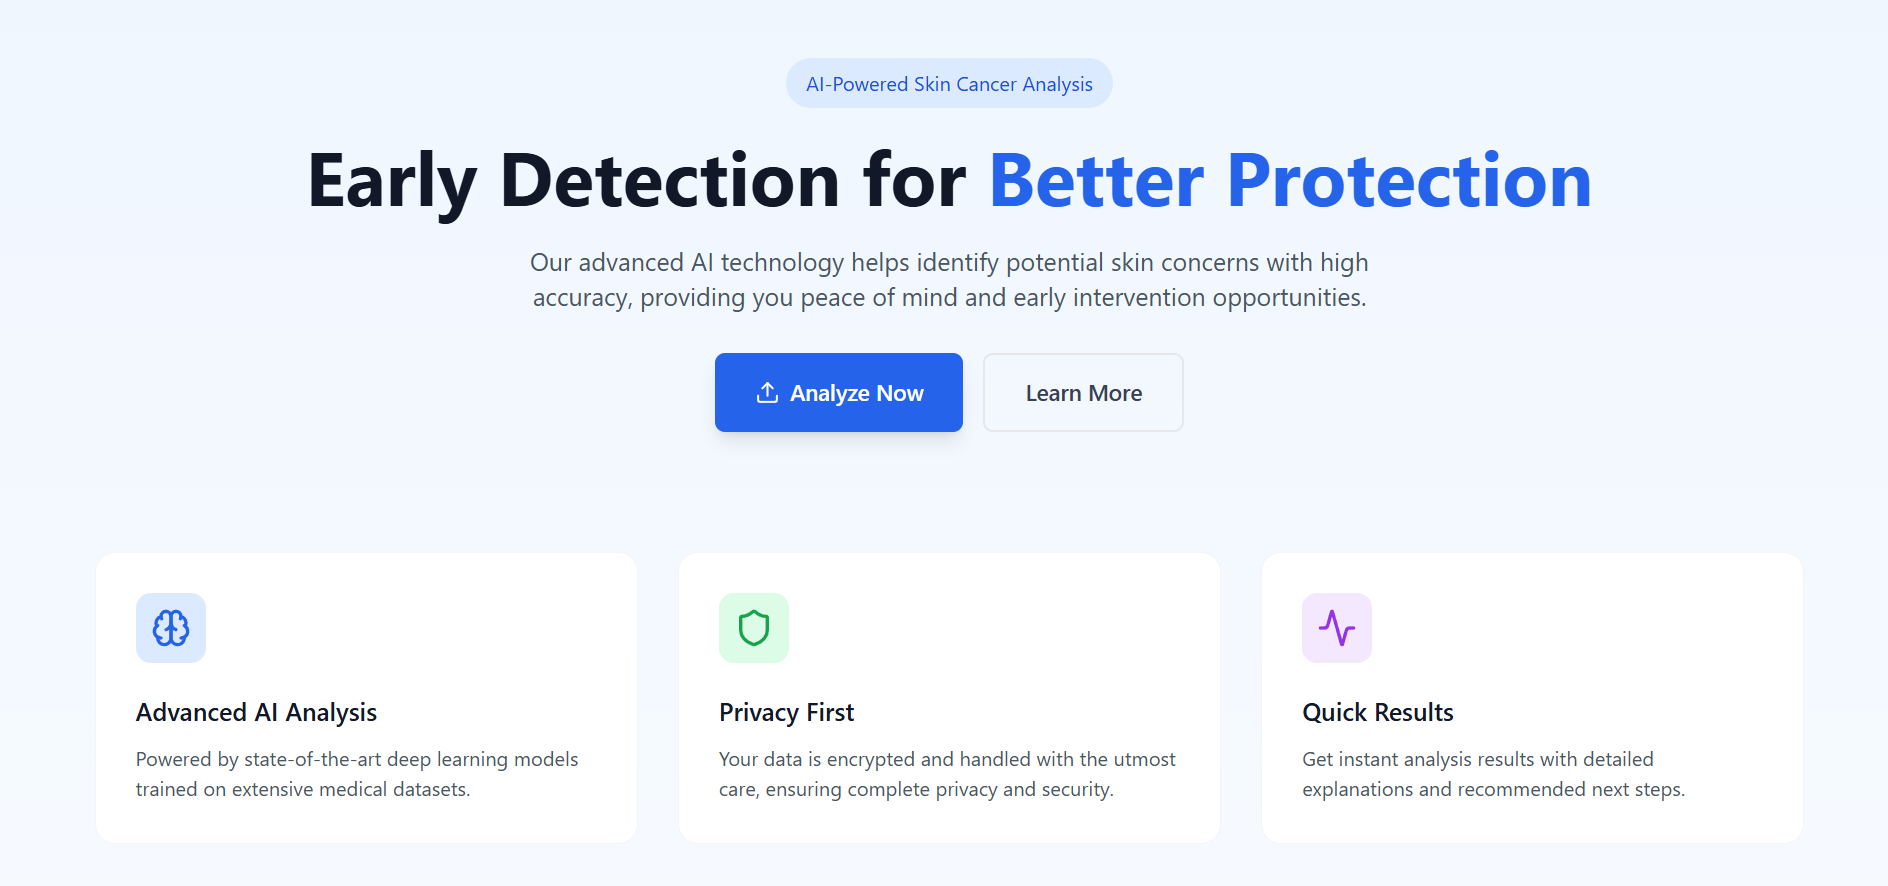 AI-Powered Skin Cancer Analysis
Early Detection for Better Protection
Our advanced AI technology helps identify potential skin concerns with high
accuracy, providing you peace of mind and early intervention opportunities.
Analyze Now
Learn More
Advanced AI Analysis
Powered by state-of-the-art deep learning models
trained on extensive medical datasets.
Privacy First
Your data is encrypted and handled with the utmost
care, ensuring complete privacy and security.
Quick Results
Get instant analysis results with detailed
explanations and recommended next steps.